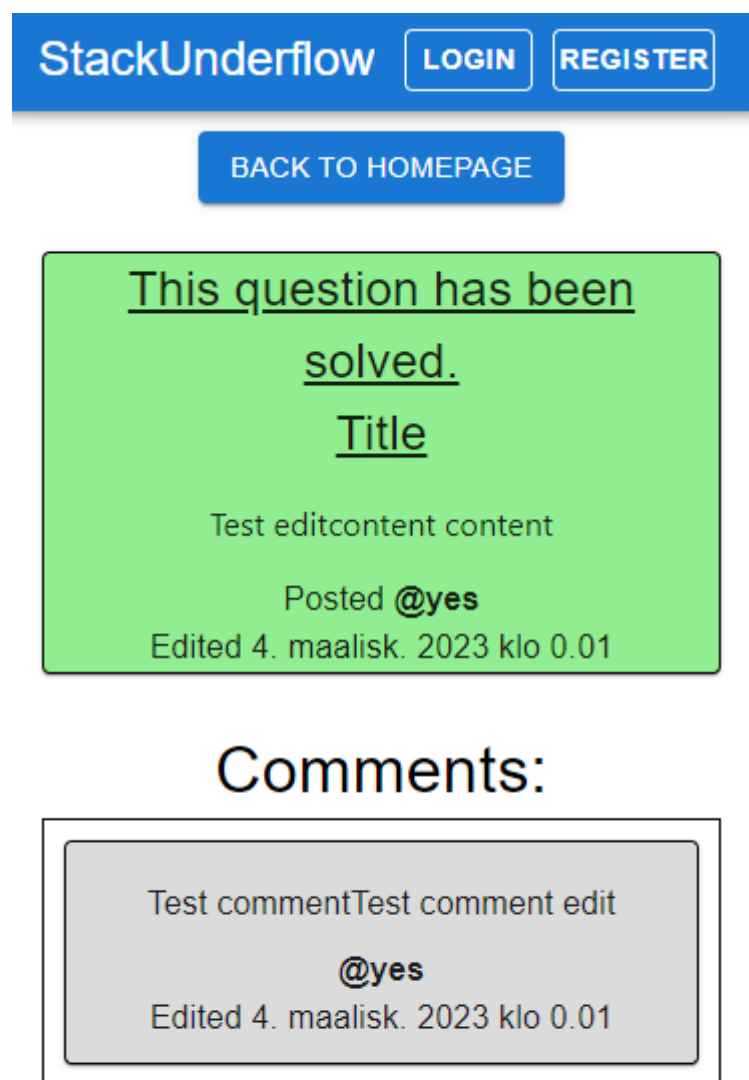 StackUnderflow LOGIN REGISTER
BACK TO HOMEPAGE
This question has been
solved.
Title
Test editcontent content
Posted @yes
Edited 4. maalisk. 2023 klo 0.01
Comments:
Test commentTest comment edit
@yes
Edited 4. maalisk. 2023 klo 0.01